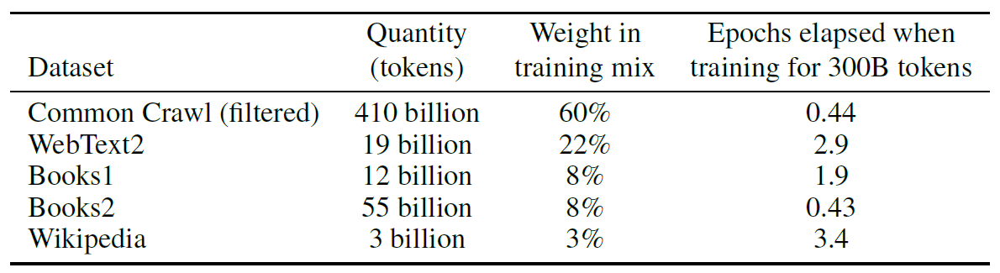 Quantity Weight in Epochs elapsed when
Dataset (tokens) training mix training for 300B tokens
Common Crawl (filtered) 410 billion 60% 0.44
WebText2 19 billion 22% 2.9
Books1 12 billion 8% 1.9
Books2 55 billion 8% 0.43
Wikipedia 3 billion 3% 3.4